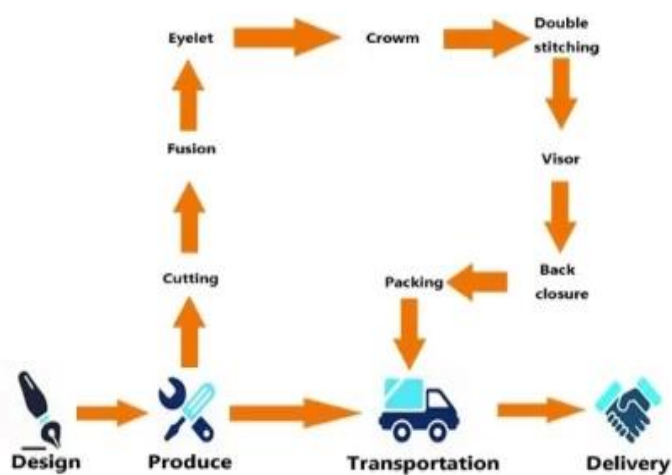 Eyelet
Crowm
Double
stitching
Fusion
Visor
Cutting
Packing
Back
closure
Design
Produce
Transportation
Delivery